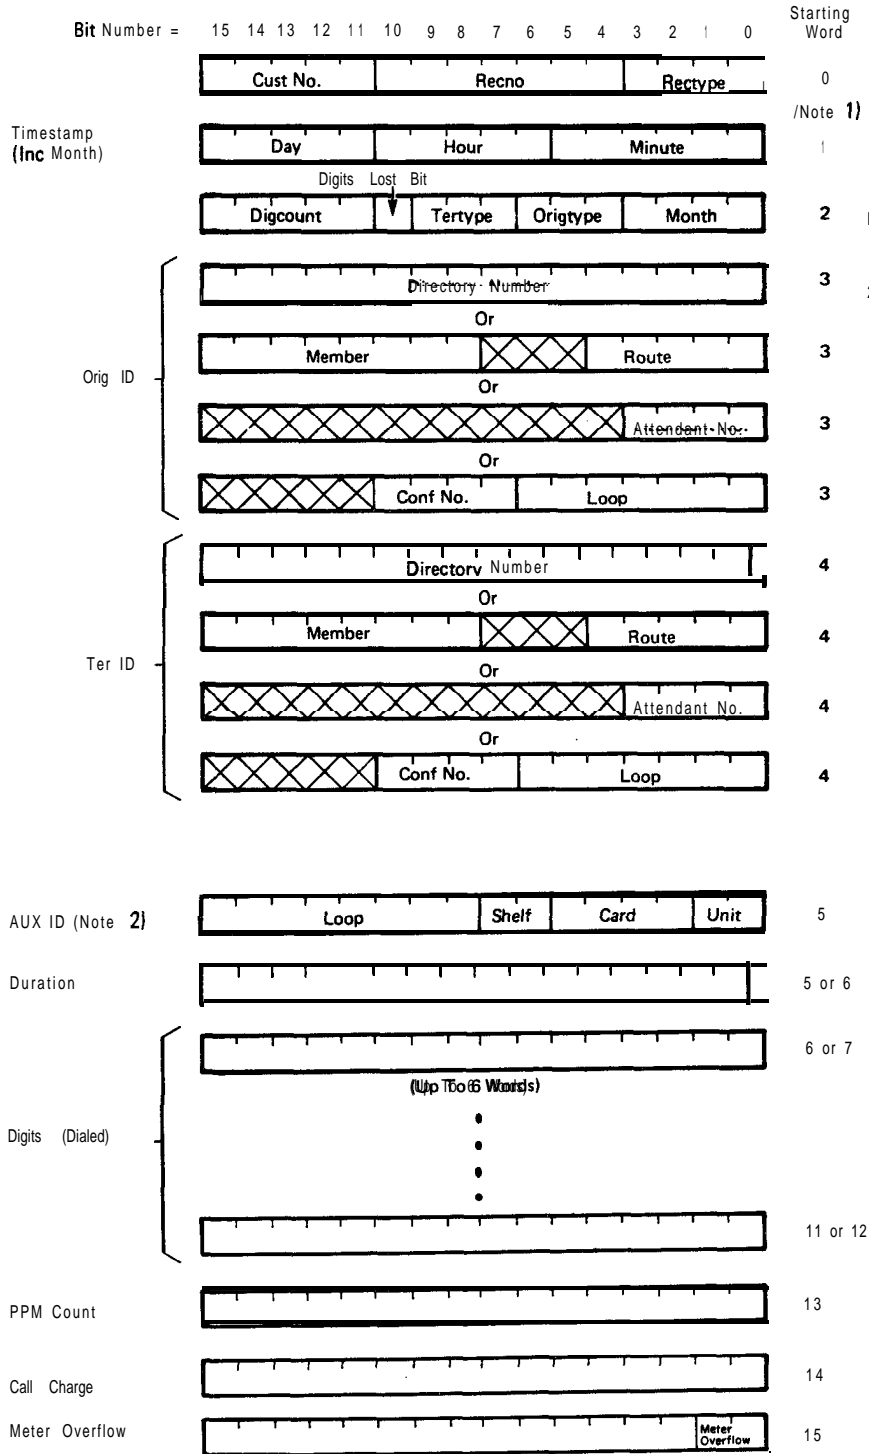 Starting
Bit Number = 15 14 13 12 11 10 9 8 7 6 5 4 3 2 1 0 Word
Cust No. Recno Rectype 0
/Note 1)
Timestamp
(Inc Month) Day Hour Minute 1
Digits Lost Bit
Digcount Tertype Origtype Month 2
Directory Number 3
Or
Member Route 3
Orig ID
Or
Attendant No. 3
Or
Conf No. Loop 3
Directory Number 4
Or
Member Route 4
Ter ID
Or
Attendant No. 4
Or
Conf No. Loop 4
AUX ID (Note 2) Loop Shelf Card Unit 5
Duration 5 or 6
6 or 7
(Up To 6 Words)
Digits (Dialed)
11 or 12
PPM Count 13
Call Charge 14
Meter Overflow Meter Overflow 15